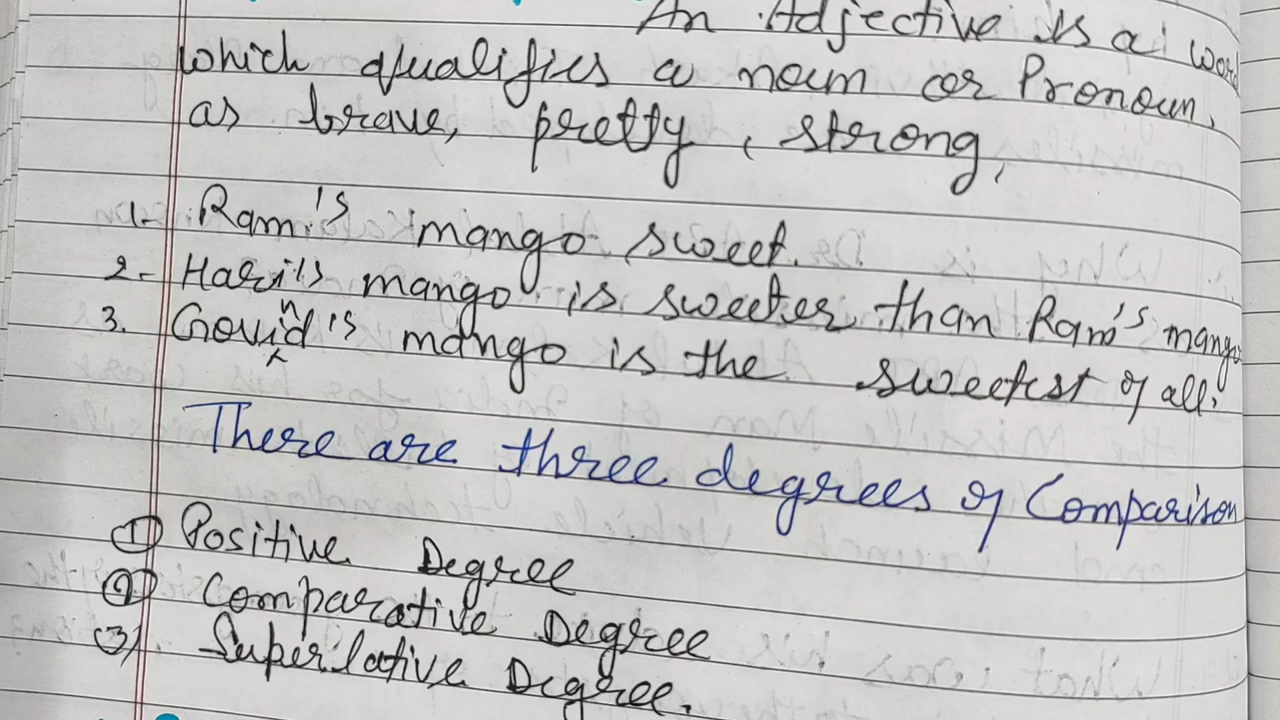 An Adjective is a word
which qualifies a noun or Pronoun,
as brave, pretty, strong,
1. Ram's mango sweet.
2- Hari's mango is sweeter than Ram's mango
3. Govind's mango is the sweetest of all.
There are three degrees of Comparison
① Positive Degree
② Comparative Degree
(3) Superlative Degree.